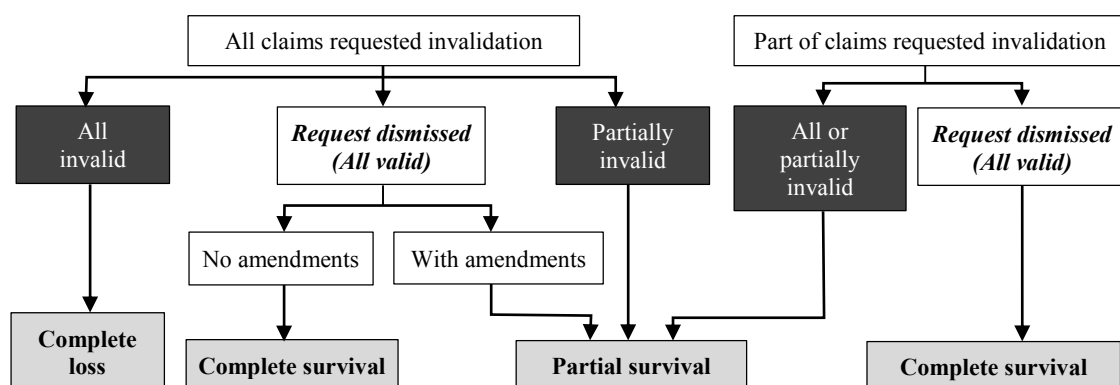 All claims requested invalidation
Part of claims requested invalidation
All
invalid
Request dismissed
(All valid)
Partially
invalid
All or
partially
invalid
Request dismissed
(All valid)
No amendments
With amendments
Complete
loss
Complete survival
Partial survival
Complete survival